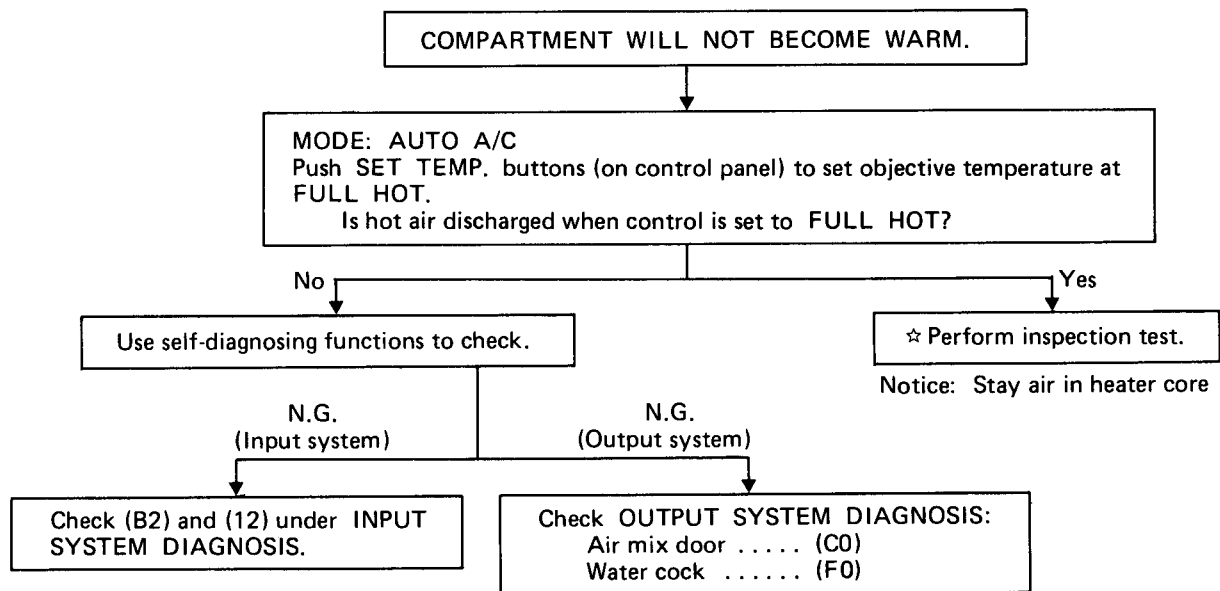 COMPARTMENT WILL NOT BECOME WARM.
MODE: AUTO A/C
Push SET TEMP. buttons (on control panel) to set objective temperature at
FULL HOT.
Is hot air discharged when control is set to FULL HOT?
No
Yes
Use self-diagnosing functions to check.
☆ Perform inspection test.
Notice: Stay air in heater core
N.G.
(Input system)
N.G.
(Output system)
Check (B2) and (12) under INPUT
SYSTEM DIAGNOSIS.
Check OUTPUT SYSTEM DIAGNOSIS:
Air mix door ..... (C0)
Water cock ...... (F0)